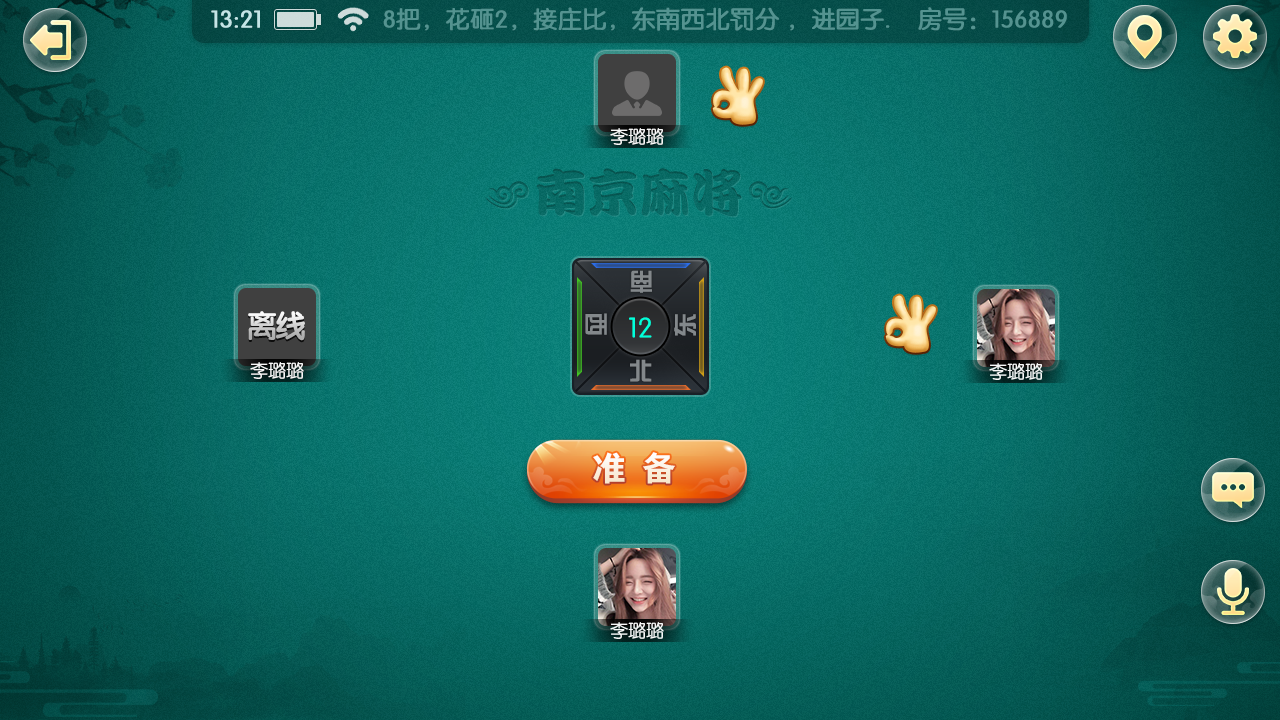 13:21 8把，花砸2，接庄比，东南西北罚分 ，进园子. 房号：156889
李璐璐
南京麻将
南
离线
西 12 东
李璐璐
李璐璐
北
准 备
李璐璐